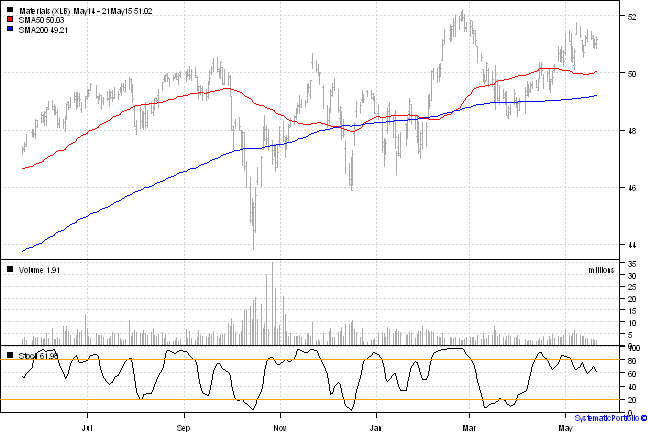 Materials (XLB) May14 - 21May15 51.02
SMA50 50.03
SMA200 49.21
52
50
48
46
44
Volume 1.91
millions
35
30
25
20
15
10
5
Stoch 61.96
100
80
60
40
20
0
Jul Sep Nov Jan Mar May
SystematicPortfolio ©